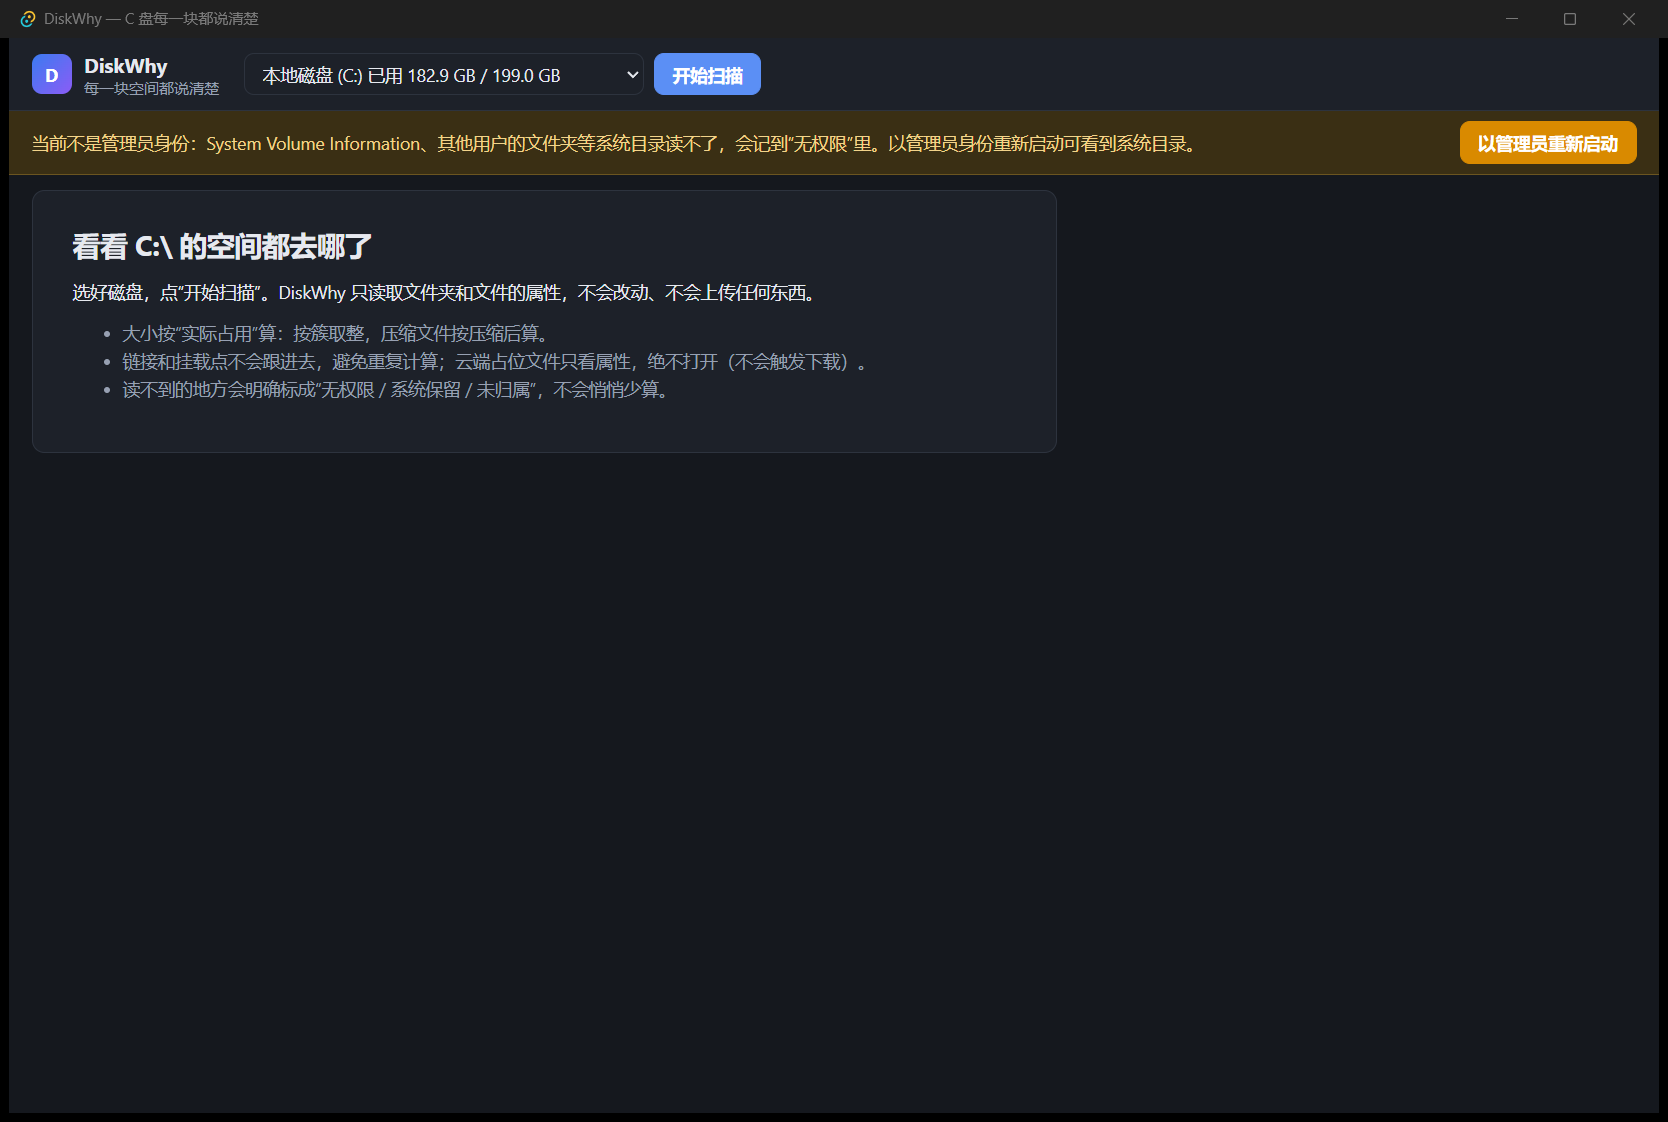 DiskWhy — C 盘每一块都说清楚
D
DiskWhy
每一块空间都说清楚
本地磁盘 (C:) 已用 182.9 GB / 199.0 GB
开始扫描
当前不是管理员身份：System Volume Information、其他用户的文件夹等系统目录读不了，会记到“无权限”里。以管理员身份重新启动可看到系统目录。
以管理员重新启动
看看 C:\ 的空间都去哪了
选好磁盘，点“开始扫描”。DiskWhy 只读取文件夹和文件的属性，不会改动、不会上传任何东西。
• 大小按“实际占用”算：按簇取整，压缩文件按压缩后算。
• 链接和挂载点不会跟进去，避免重复计算；云端占位文件只看属性，绝不打开（不会触发下载）。
• 读不到的地方会明确标成“无权限 / 系统保留 / 未归属”，不会悄悄少算。